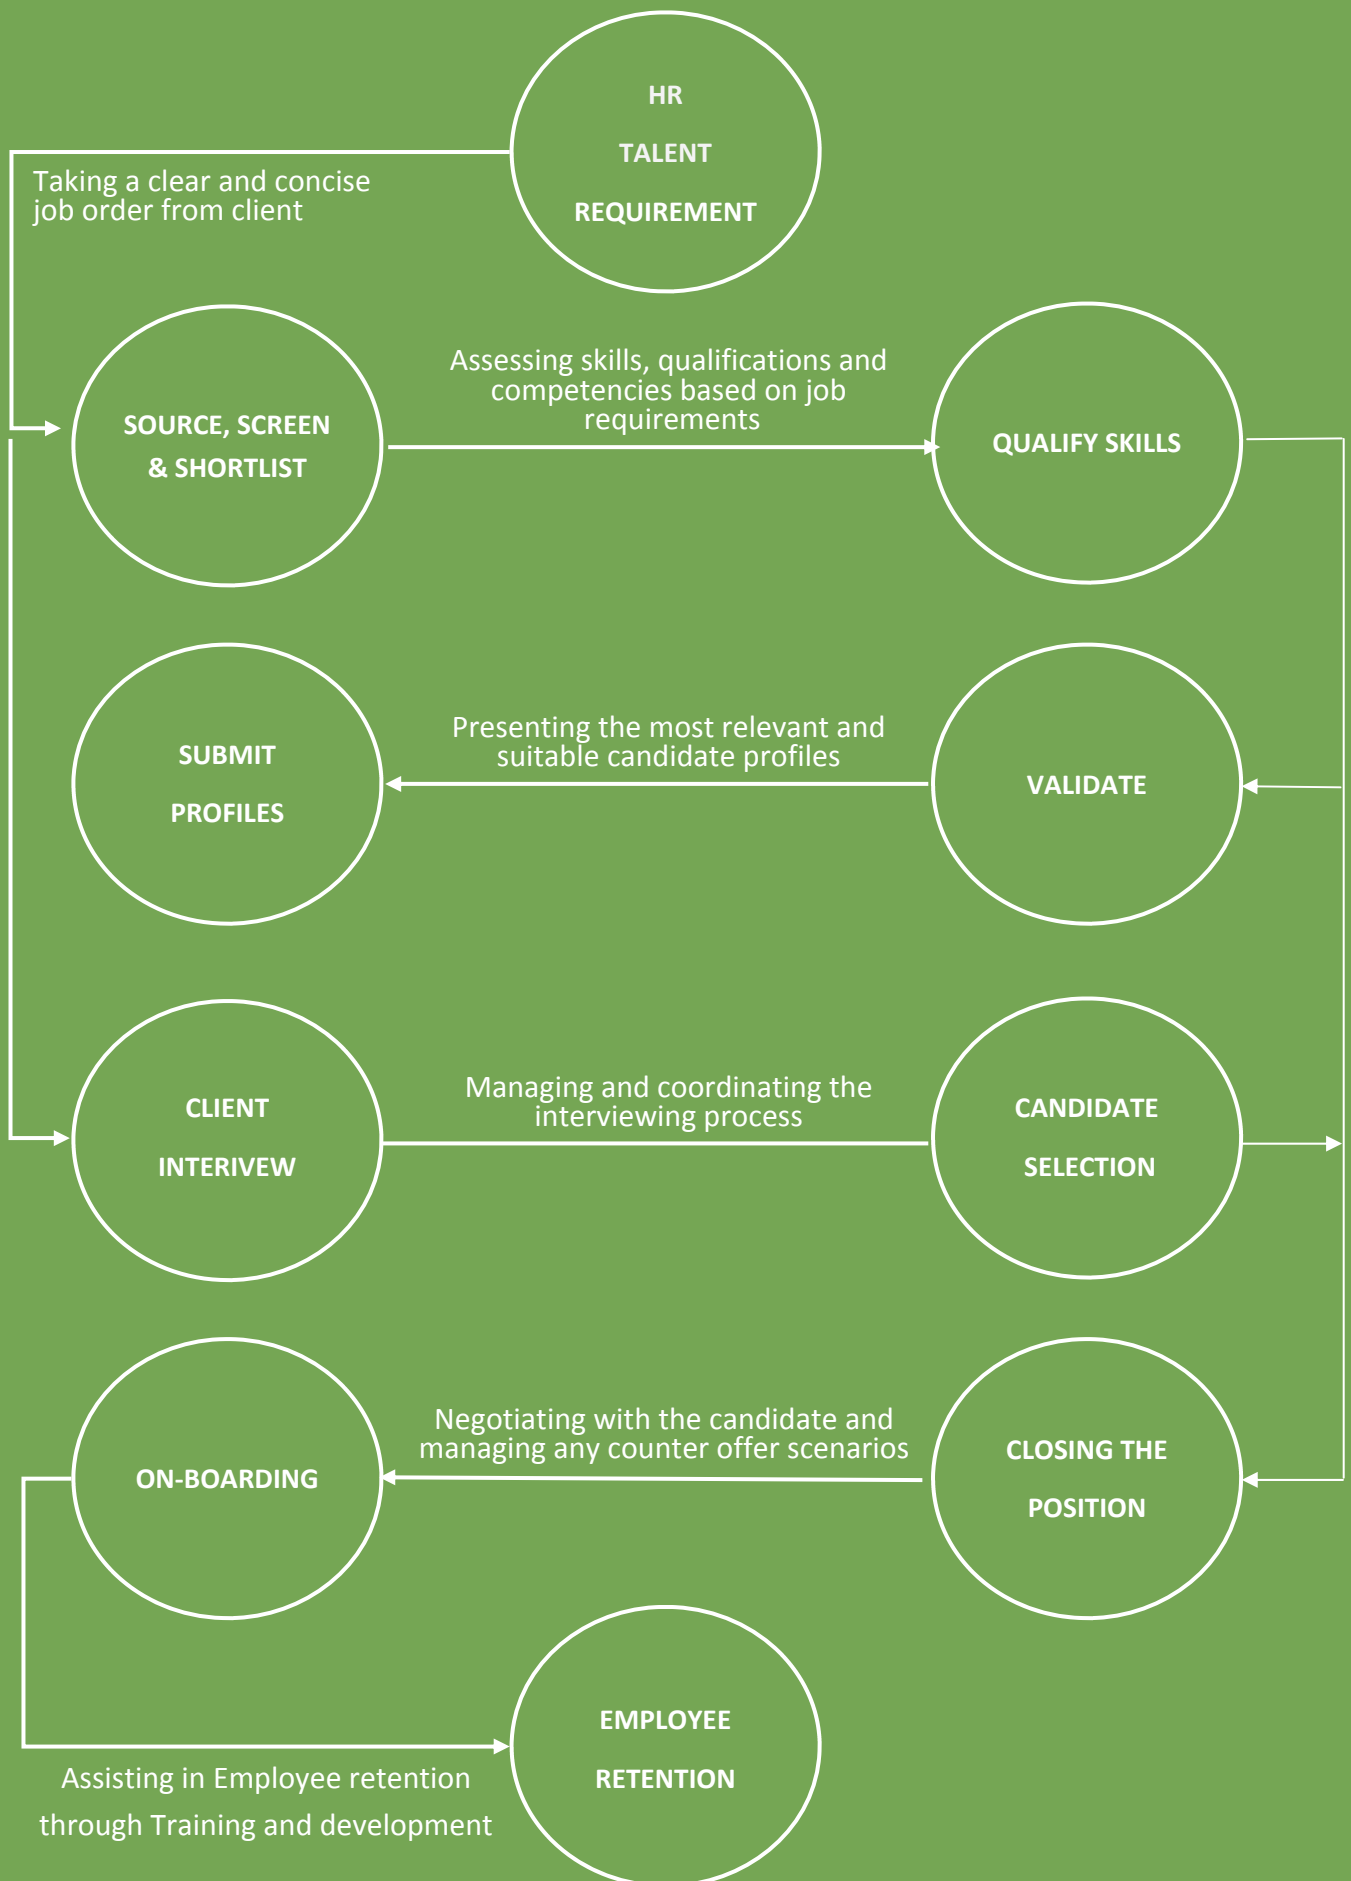 HR
TALENT
REQUIREMENT
Taking a clear and concise
job order from client
SOURCE, SCREEN
& SHORTLIST
Assessing skills, qualifications and
competencies based on job
requirements
QUALIFY SKILLS
SUBMIT
PROFILES
Presenting the most relevant and
suitable candidate profiles
VALIDATE
CLIENT
INTERIVEW
Managing and coordinating the
interviewing process
CANDIDATE
SELECTION
ON-BOARDING
Negotiating with the candidate and
managing any counter offer scenarios
CLOSING THE
POSITION
EMPLOYEE
RETENTION
Assisting in Employee retention
through Training and development